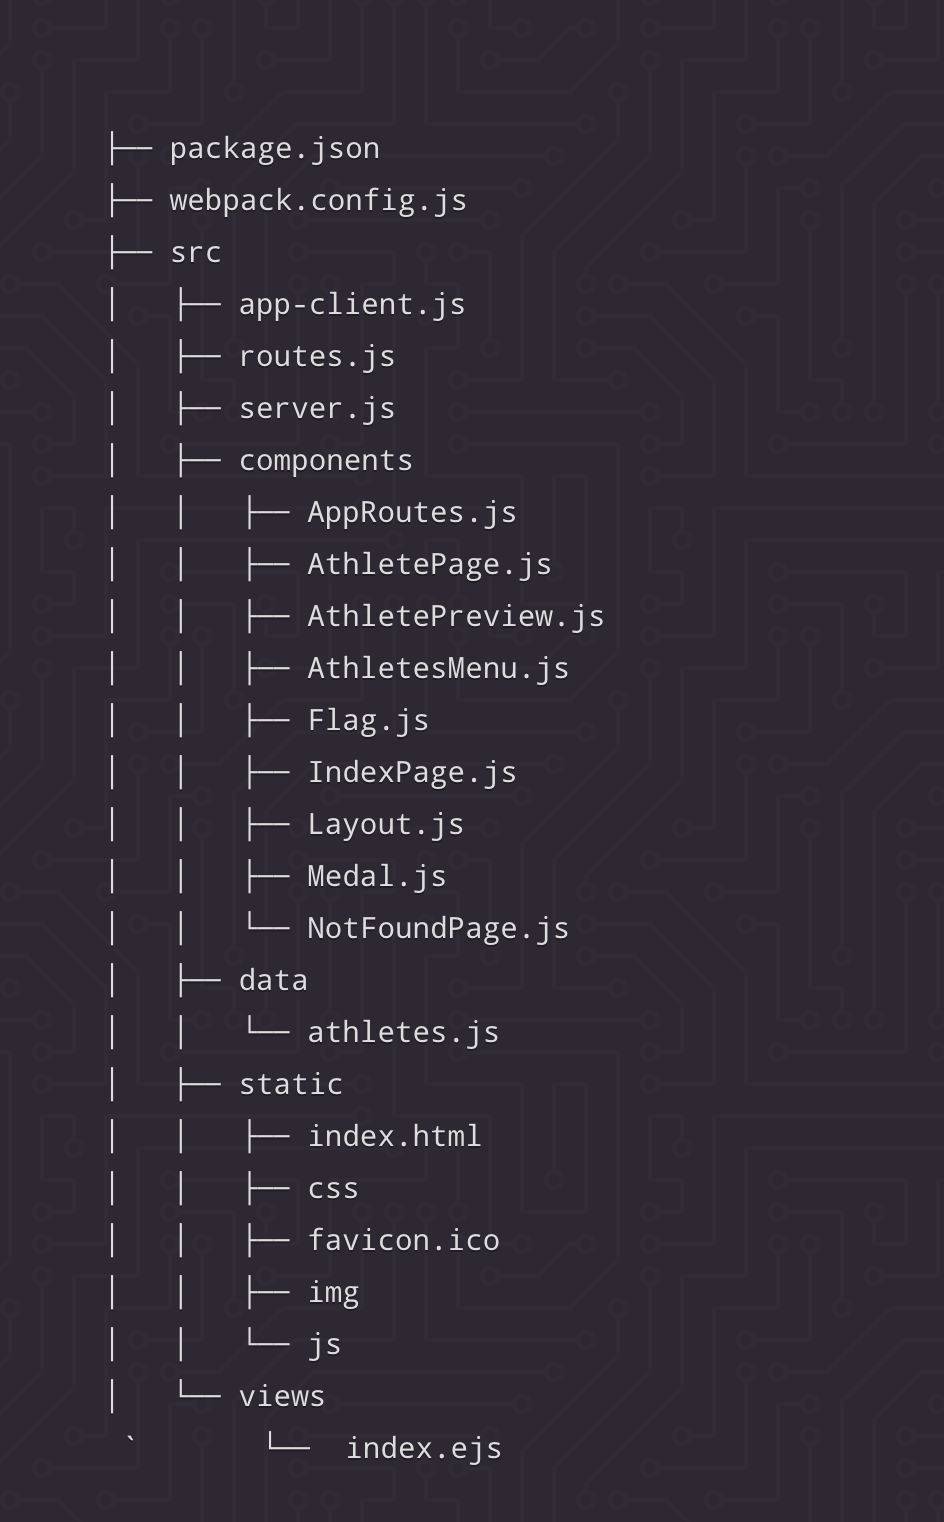 ├── package.json
├── webpack.config.js
├── src
│   ├── app-client.js
│   ├── routes.js
│   ├── server.js
│   ├── components
│   │   ├── AppRoutes.js
│   │   ├── AthletePage.js
│   │   ├── AthletePreview.js
│   │   ├── AthletesMenu.js
│   │   ├── Flag.js
│   │   ├── IndexPage.js
│   │   ├── Layout.js
│   │   ├── Medal.js
│   │   └── NotFoundPage.js
│   ├── data
│   │   └── athletes.js
│   ├── static
│   │   ├── index.html
│   │   ├── css
│   │   ├── favicon.ico
│   │   ├── img
│   │   └── js
│   └── views
 `       └──  index.ejs